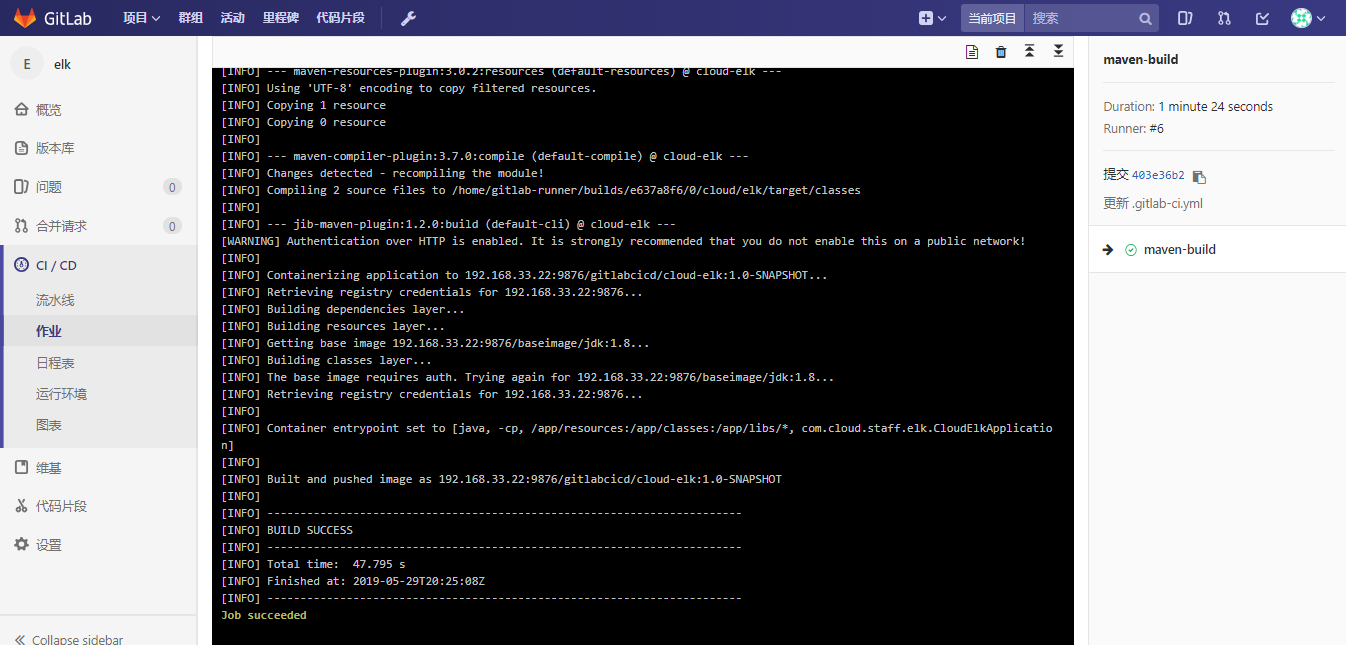 GitLab 项目 群组 活动 里程碑 代码片段 当前项目 搜索
E elk
概览
版本库
问题 0
合并请求 0
CI / CD
流水线
作业
日程表
运行环境
图表
维基
代码片段
设置
Collapse sidebar
[INFO] --- maven-resources-plugin:3.0.2:resources (default-resources) @ cloud-elk ---
[INFO] Using 'UTF-8' encoding to copy filtered resources.
[INFO] Copying 1 resource
[INFO] Copying 0 resource
[INFO]
[INFO] --- maven-compiler-plugin:3.7.0:compile (default-compile) @ cloud-elk ---
[INFO] Changes detected - recompiling the module!
[INFO] Compiling 2 source files to /home/gitlab-runner/builds/e637a8f6/0/cloud/elk/target/classes
[INFO]
[INFO] --- jib-maven-plugin:1.2.0:build (default-cli) @ cloud-elk ---
[WARNING] Authentication over HTTP is enabled. It is strongly recommended that you do not enable this on a public network!
[INFO]
[INFO] Containerizing application to 192.168.33.22:9876/gitlabcicd/cloud-elk:1.0-SNAPSHOT...
[INFO] Retrieving registry credentials for 192.168.33.22:9876...
[INFO] Building dependencies layer...
[INFO] Building resources layer...
[INFO] Getting base image 192.168.33.22:9876/baseimage/jdk:1.8...
[INFO] Building classes layer...
[INFO] The base image requires auth. Trying again for 192.168.33.22:9876/baseimage/jdk:1.8...
[INFO] Retrieving registry credentials for 192.168.33.22:9876...
[INFO]
[INFO] Container entrypoint set to [java, -cp, /app/resources:/app/classes:/app/libs/*, com.cloud.staff.elk.CloudElkApplicatio
n]
[INFO]
[INFO] Built and pushed image as 192.168.33.22:9876/gitlabcicd/cloud-elk:1.0-SNAPSHOT
[INFO]
[INFO] ------------------------------------------------------------------------
[INFO] BUILD SUCCESS
[INFO] ------------------------------------------------------------------------
[INFO] Total time:  47.795 s
[INFO] Finished at: 2019-05-29T20:25:08Z
[INFO] ------------------------------------------------------------------------
Job succeeded
maven-build
Duration: 1 minute 24 seconds
Runner: #6
提交 403e36b2
更新 .gitlab-ci.yml
maven-build